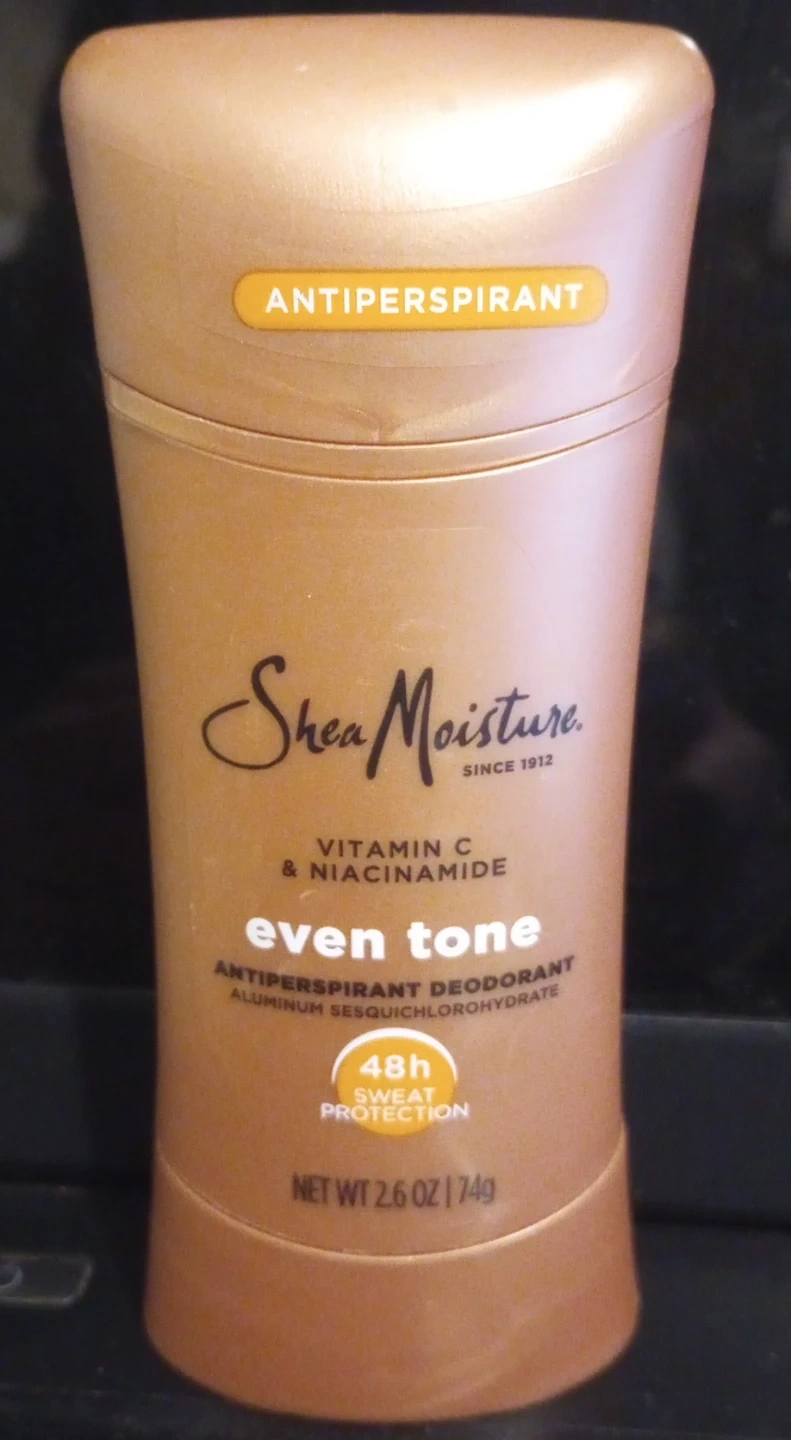 ANTIPERSPIRANT
SheaMoisture®
SINCE 1912
VITAMIN C
& NIACINAMIDE
even tone
ANTIPERSPIRANT DEODORANT
ALUMINUM SESQUICHLOROHYDRATE
48h
SWEAT
PROTECTION
NET WT 2.6 OZ | 74g